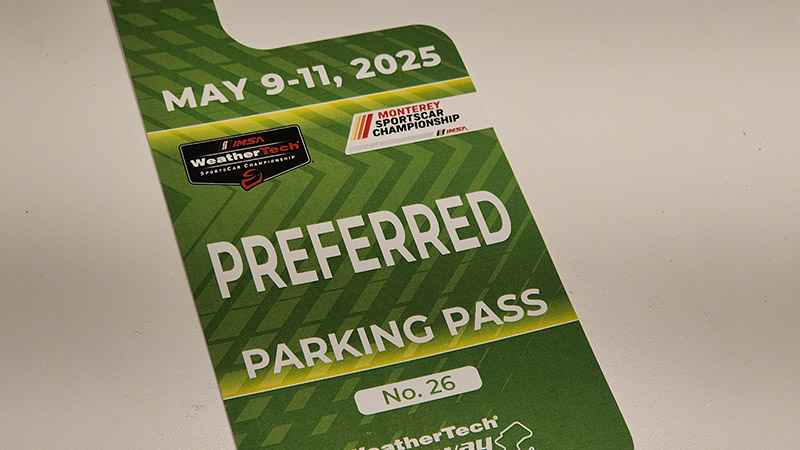 MAY 9-11, 2025
IMSA
WeatherTech®
SPORTSCAR CHAMPIONSHIP
MONTEREY
SPORTSCAR
CHAMPIONSHIP
IMSA
PREFERRED
PARKING PASS
No. 26
WeatherTech®